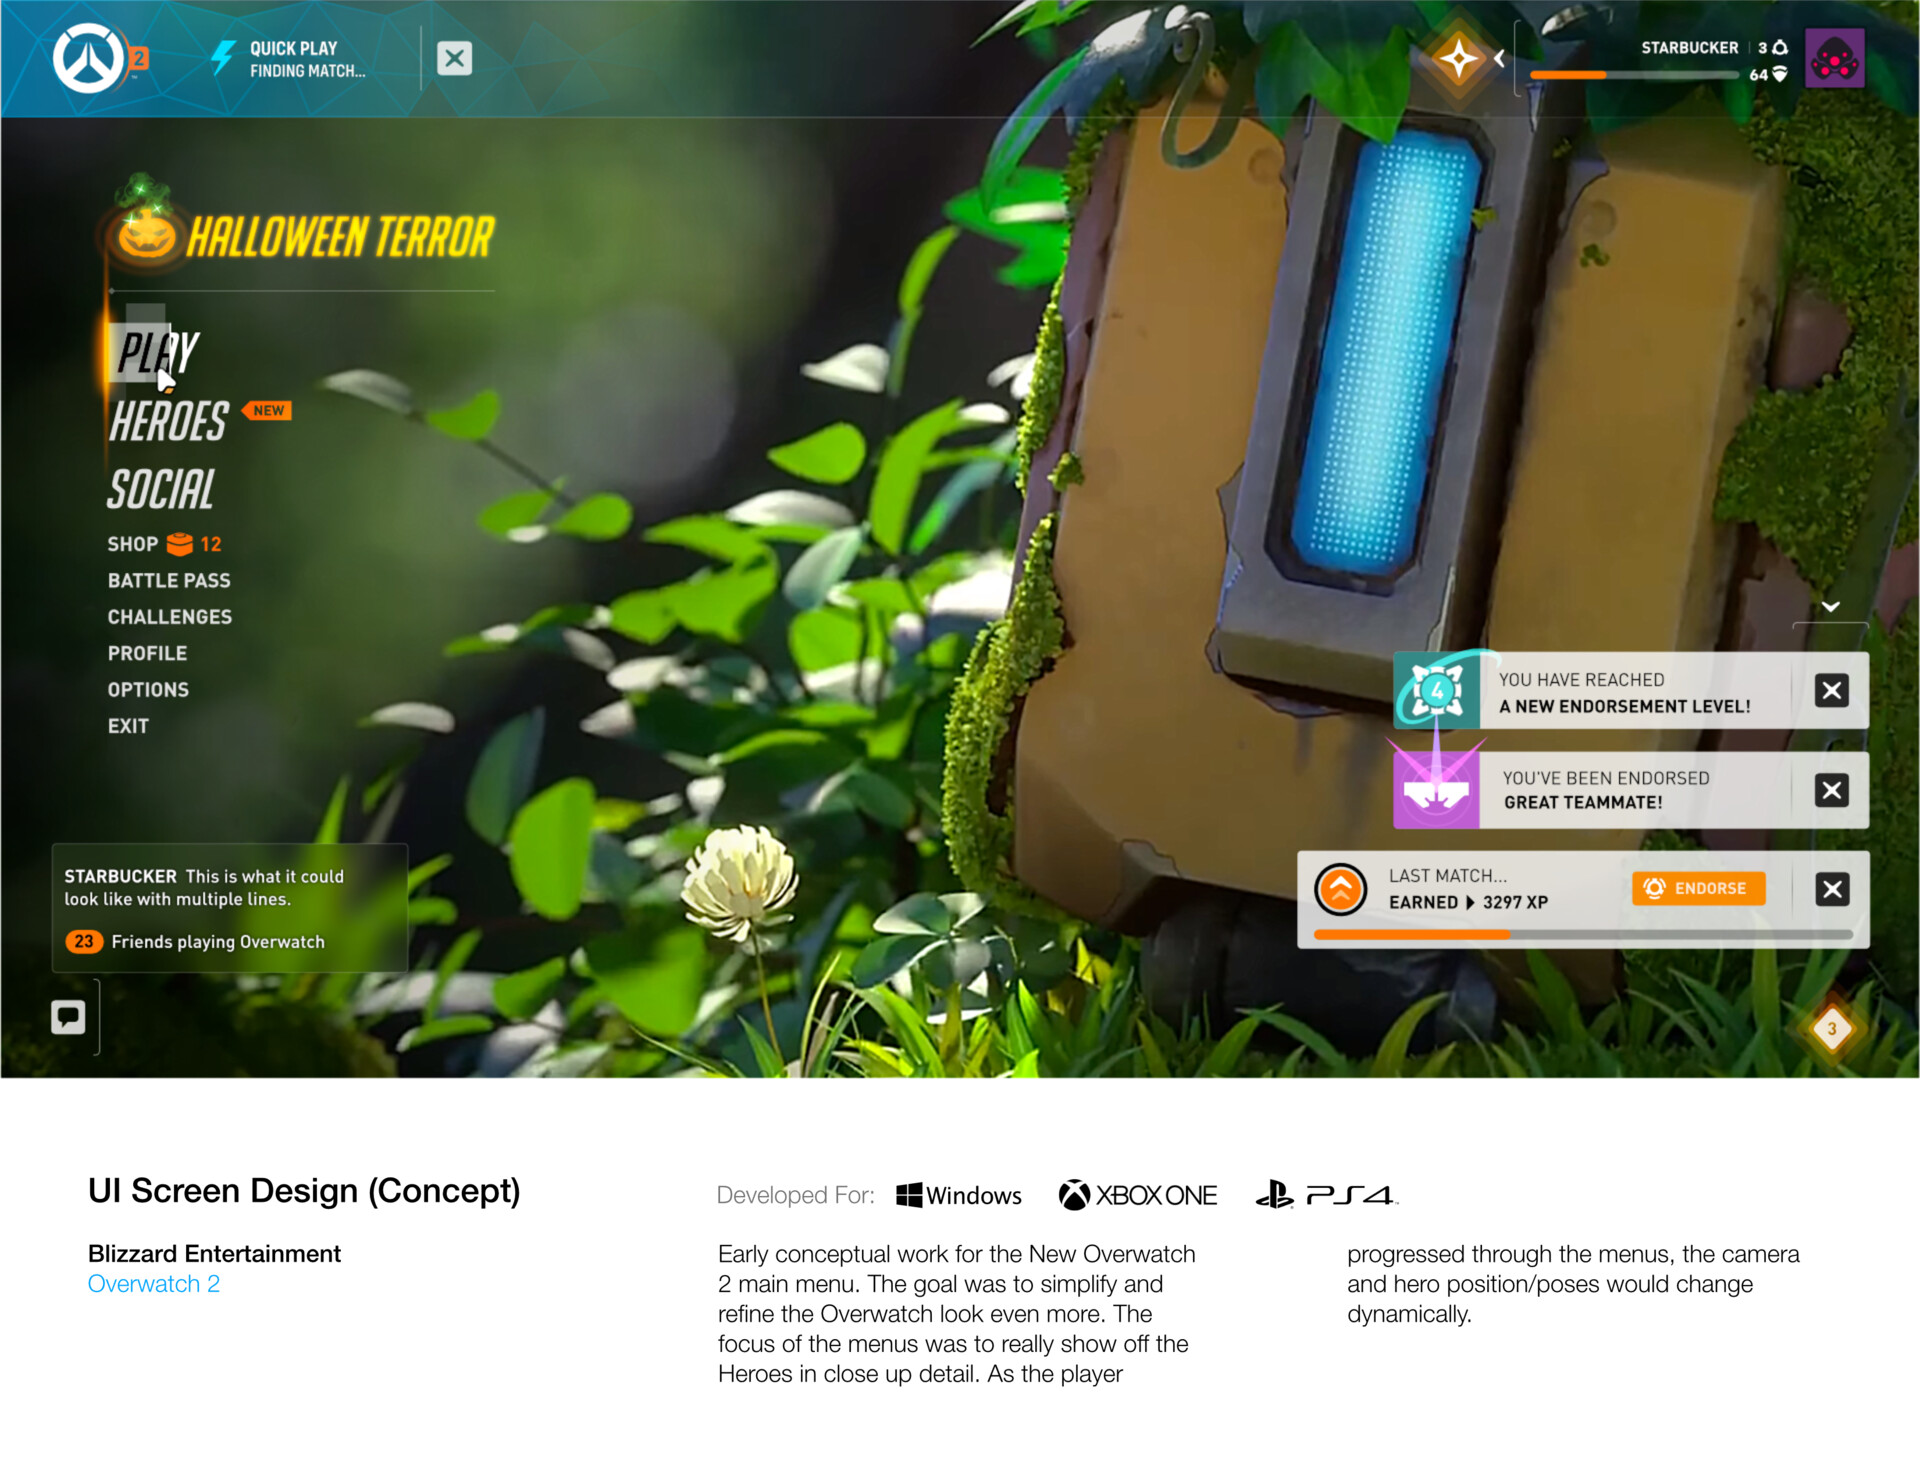 2
QUICK PLAY
FINDING MATCH...
STARBUCKER 3
64
HALLOWEEN TERROR
PLAY
HEROES NEW
SOCIAL
SHOP 12
BATTLE PASS
CHALLENGES
PROFILE
OPTIONS
EXIT
4
YOU HAVE REACHED
A NEW ENDORSEMENT LEVEL!
YOU'VE BEEN ENDORSED
GREAT TEAMMATE!
LAST MATCH...
EARNED 3297 XP
ENDORSE
STARBUCKER This is what it could
look like with multiple lines.
23 Friends playing Overwatch
3
UI Screen Design (Concept)
Blizzard Entertainment
Overwatch 2
Developed For: Windows XBOX ONE PS4
Early conceptual work for the New Overwatch
2 main menu. The goal was to simplify and
refine the Overwatch look even more. The
focus of the menus was to really show off the
Heroes in close up detail. As the player
progressed through the menus, the camera
and hero position/poses would change
dynamically.